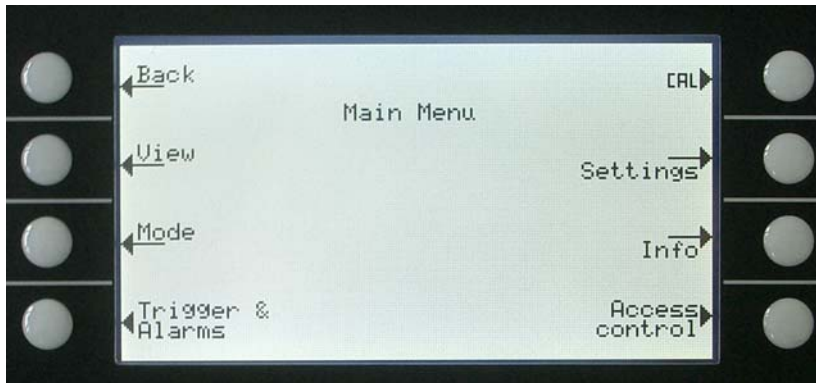 Back
CAL
Main Menu
View
Settings
Mode
Info
Trigger &
Alarms
Access
control